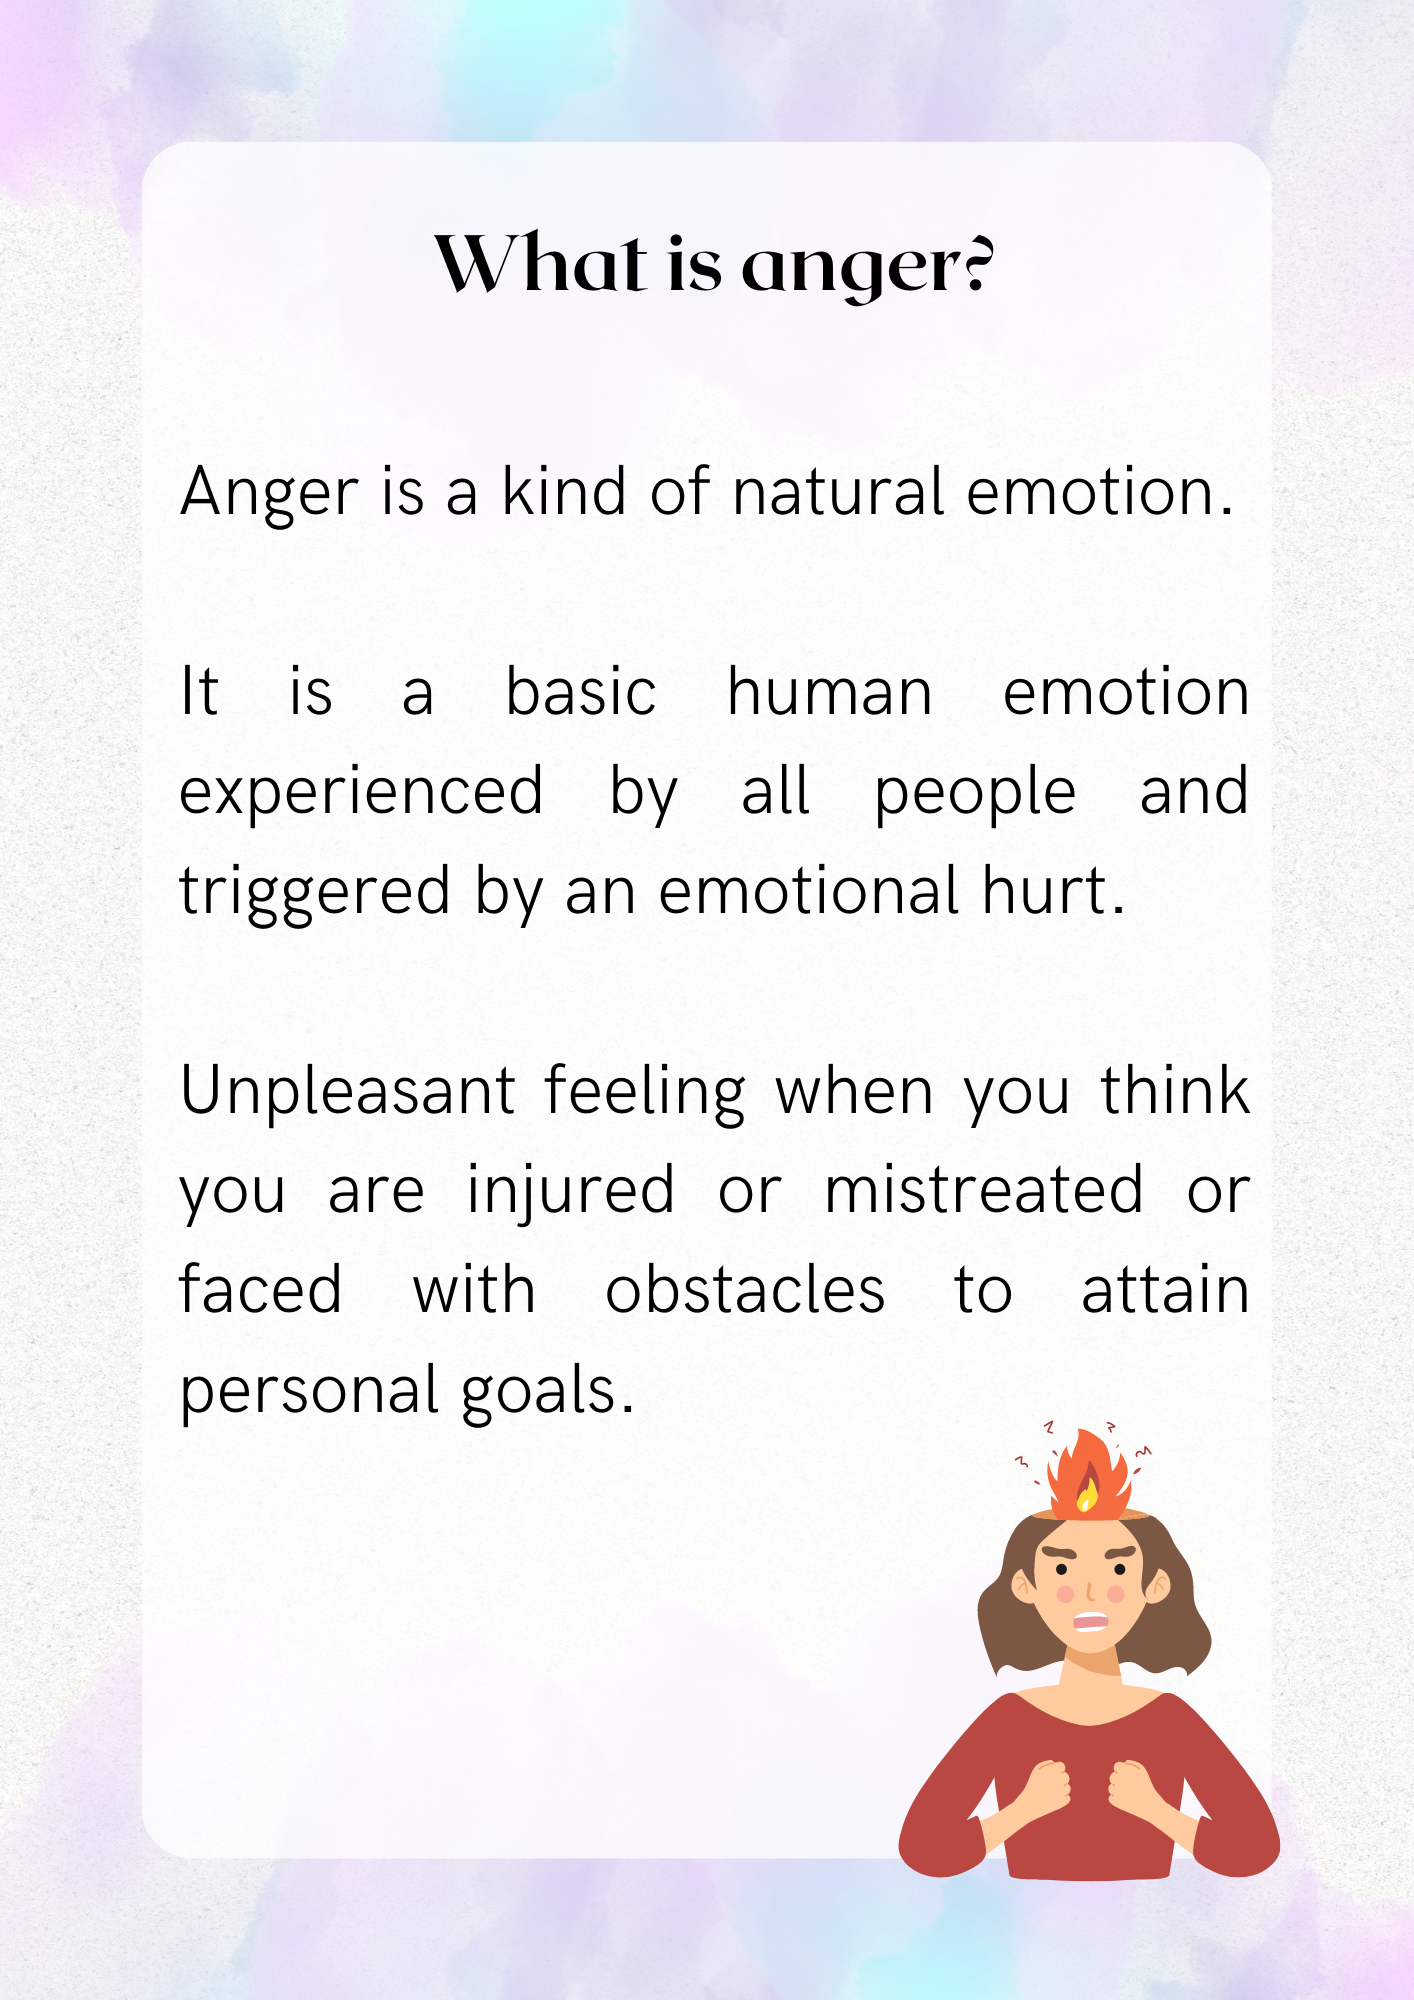 What is anger?
Anger is a kind of natural emotion.
It is a basic human emotion
experienced by all people and
triggered by an emotional hurt.
Unpleasant feeling when you think
you are injured or mistreated or
faced with obstacles to attain
personal goals.